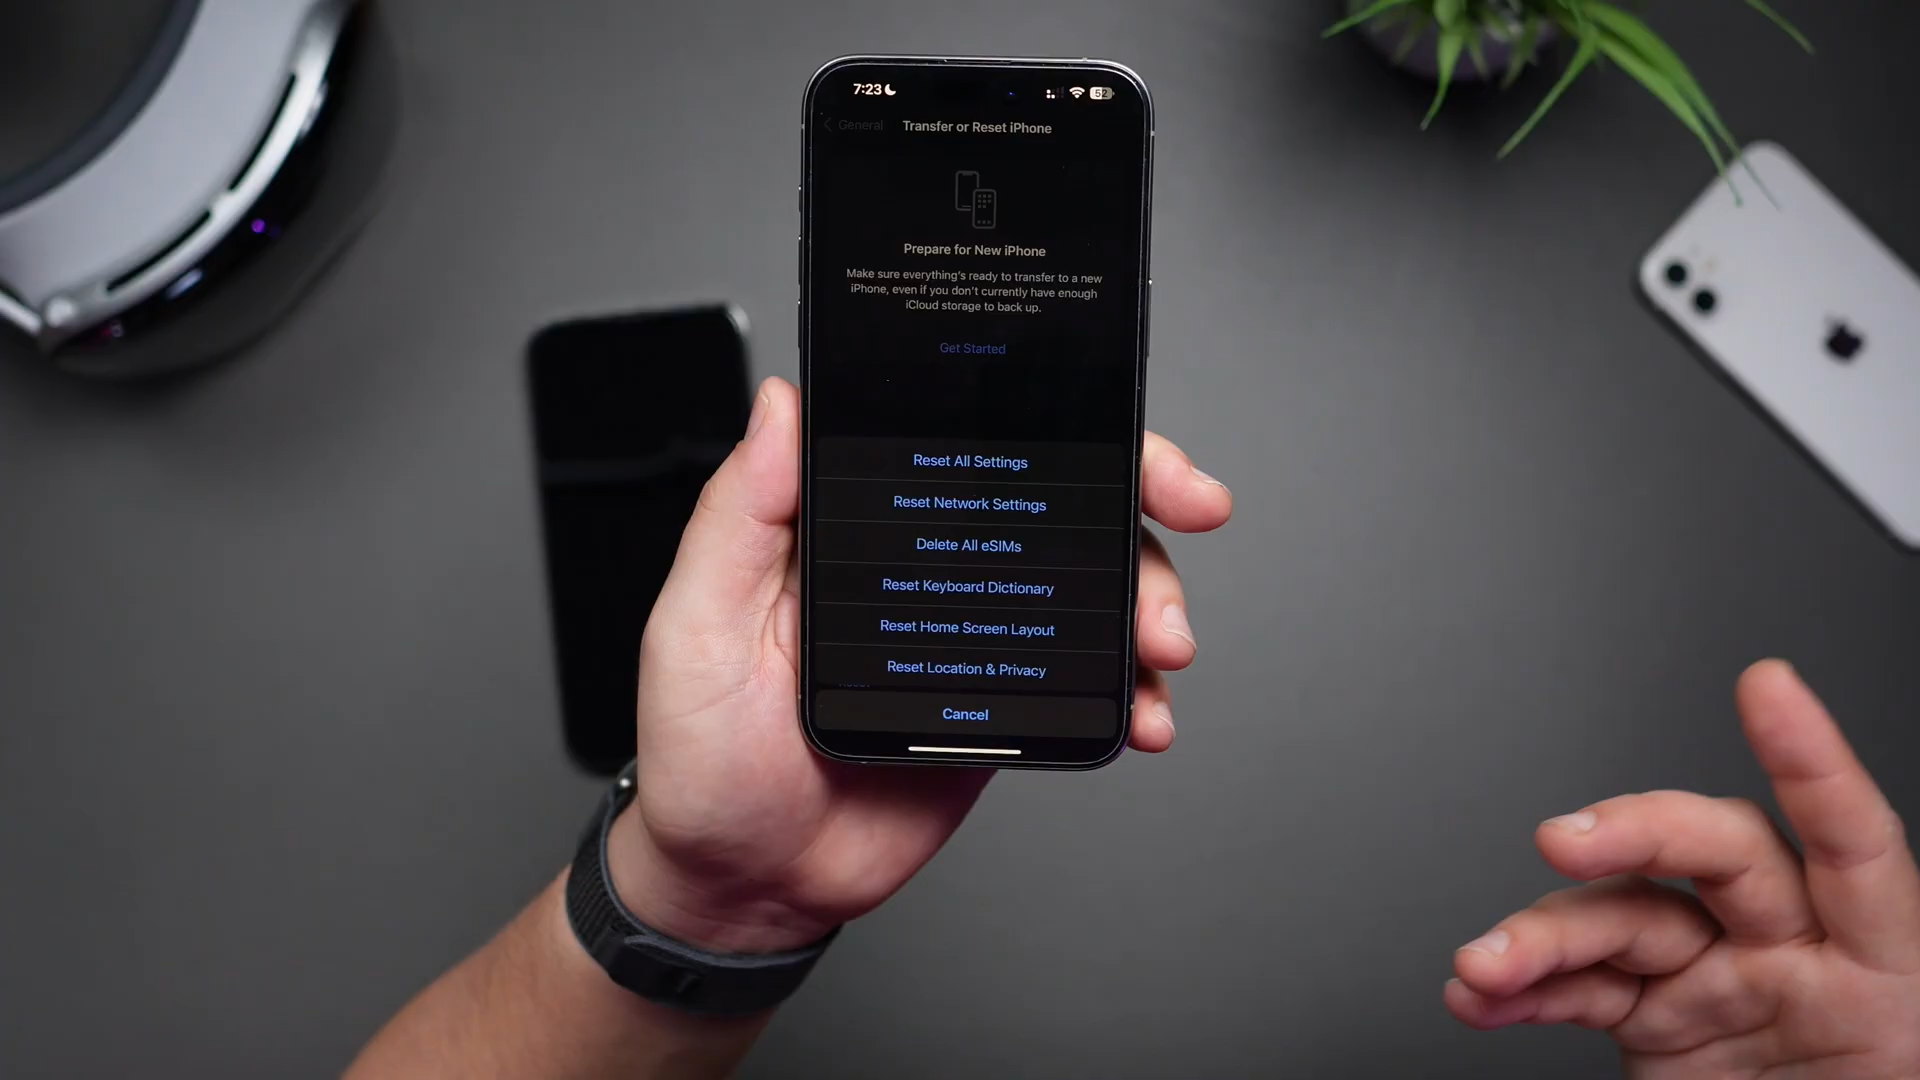 7:23
52
General
Transfer or Reset iPhone
Prepare for New iPhone
Make sure everything's ready to transfer to a new
iPhone, even if you don't currently have enough
iCloud storage to back up.
Get Started
Reset All Settings
Reset Network Settings
Delete All eSIMs
Reset Keyboard Dictionary
Reset Home Screen Layout
Reset Location & Privacy
Cancel